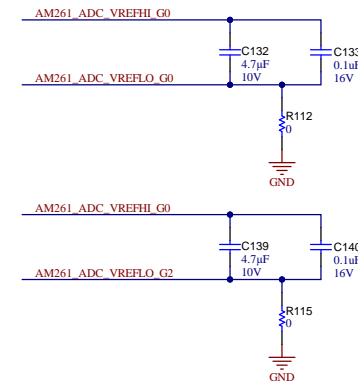 AM261_ADC_VREFHI_G0
C132
4.7µF
10V
C133
0.1uF
16V
AM261_ADC_VREFLO_G0
R112
0
GND
AM261_ADC_VREFHI_G0
C139
4.7µF
10V
C140
0.1uF
16V
AM261_ADC_VREFLO_G2
R115
0
GND